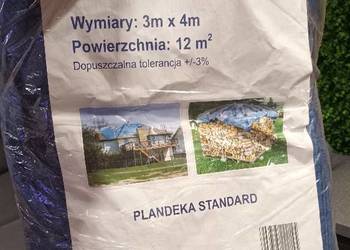 Wymiary: 3m x 4m
Powierzchnia: 12 m²
Dopuszczalna tolerancja +/-3%
PLANDEKA STANDARD